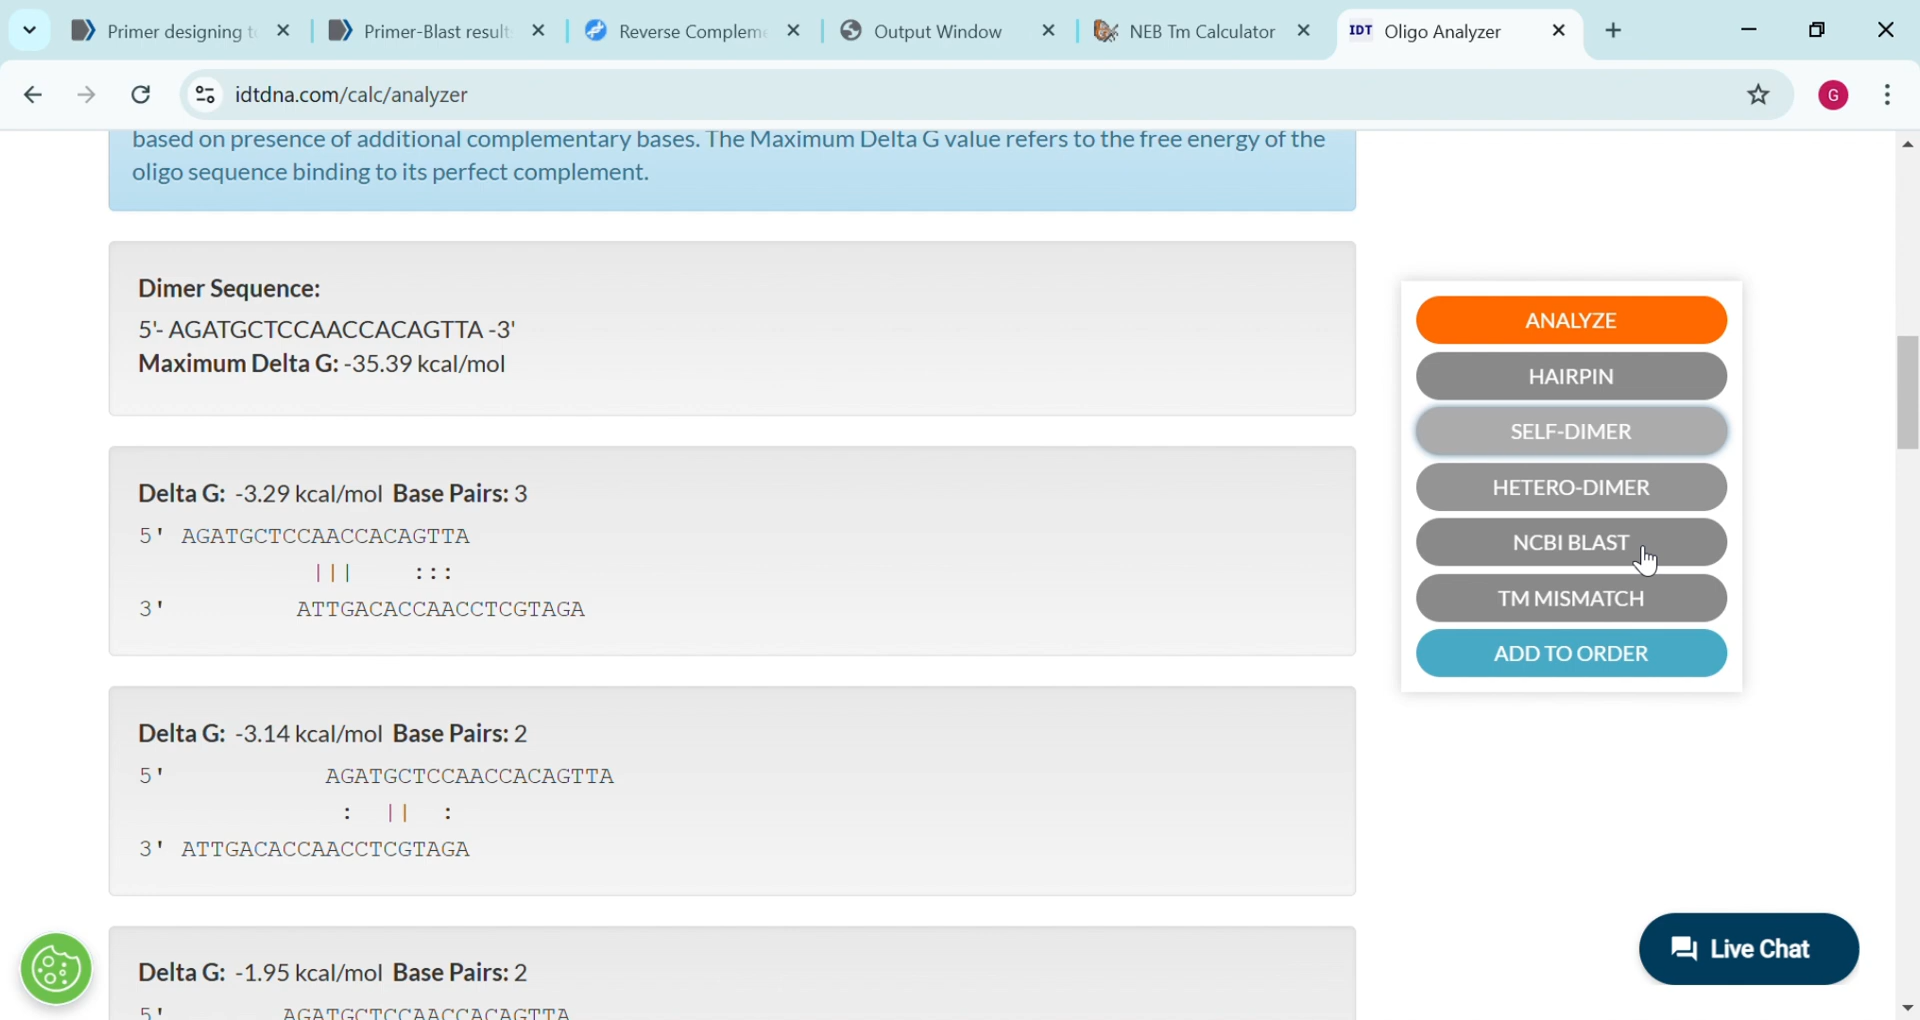 Primer designing to
Primer-Blast result
Reverse Complem
Output Window
NEB Tm Calculator
IDT Oligo Analyzer
idtdna.com/calc/analyzer
G
based on presence of additional complementary bases. The Maximum Delta G value refers to the free energy of the
oligo sequence binding to its perfect complement.
Dimer Sequence:
5'- AGATGCTCCAACCACAGTTA -3'
Maximum Delta G: -35.39 kcal/mol
Delta G: -3.29 kcal/mol Base Pairs: 3
5' AGATGCTCCAACCACAGTTA
||| :::
3' ATTGACACCAACCTCGTAGA
Delta G: -3.14 kcal/mol Base Pairs: 2
5' AGATGCTCCAACCACAGTTA
: || :
3' ATTGACACCAACCTCGTAGA
Delta G: -1.95 kcal/mol Base Pairs: 2
5' AGATGCTCCAACCACAGTTA
ANALYZE
HAIRPIN
SELF-DIMER
HETERO-DIMER
NCBI BLAST
TM MISMATCH
ADD TO ORDER
Live Chat